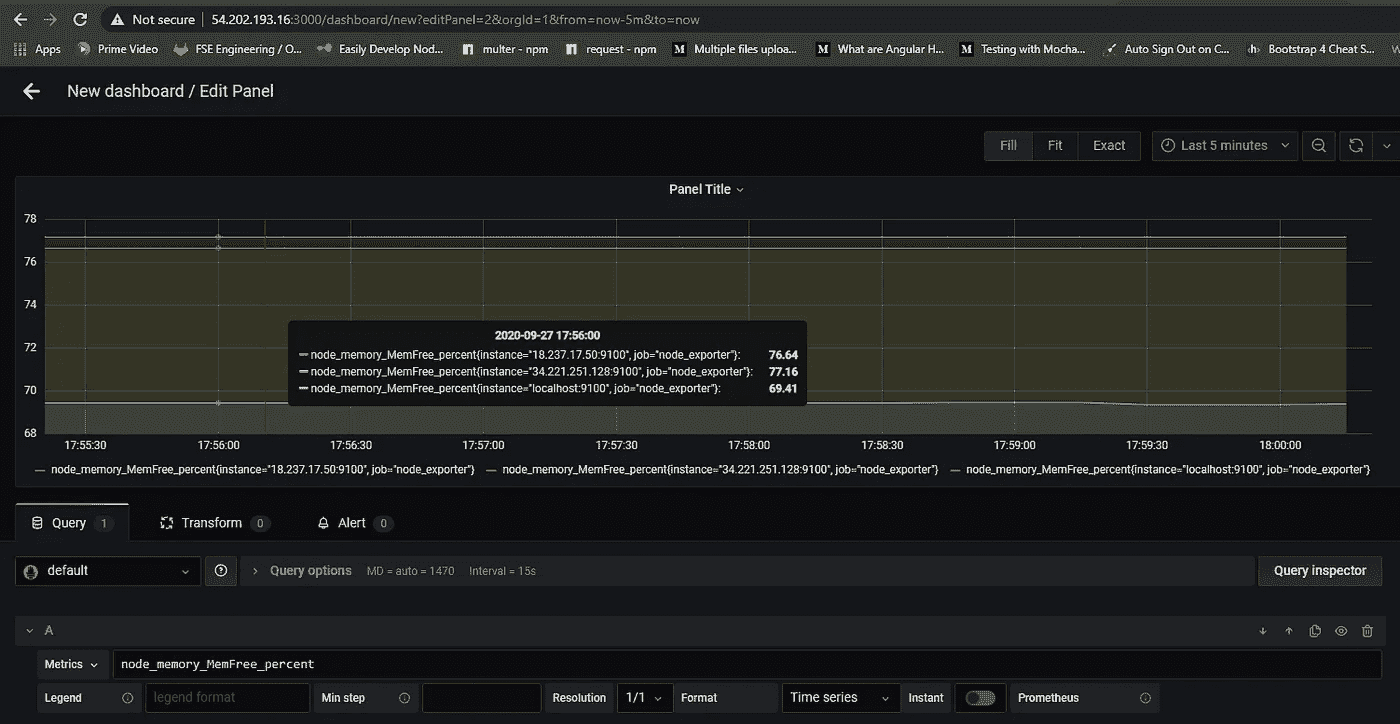 Not secure 54.202.193.16:3000/dashboard/new?editPanel=2&orgId=1&from=now-5m&to=now
Apps Prime Video FSE Engineering / O... Easily Develop Nod... multer - npm request - npm Multiple files uploa... What are Angular H... Testing with Mocha... Auto Sign Out on C... Bootstrap 4 Cheat S...
New dashboard / Edit Panel
Fill Fit Exact Last 5 minutes
Panel Title
78
76
74
72
70
68
2020-09-27 17:56:00
node_memory_MemFree_percent{instance="18.237.17.50:9100", job="node_exporter"}: 76.64
node_memory_MemFree_percent{instance="34.221.251.128:9100", job="node_exporter"}: 77.16
node_memory_MemFree_percent{instance="localhost:9100", job="node_exporter"}: 69.41
17:55:30 17:56:00 17:56:30 17:57:00 17:57:30 17:58:00 17:58:30 17:59:00 17:59:30 18:00:00
node_memory_MemFree_percent{instance="18.237.17.50:9100", job="node_exporter"} node_memory_MemFree_percent{instance="34.221.251.128:9100", job="node_exporter"} node_memory_MemFree_percent{instance="localhost:9100", job="node_exporter"}
Query 1 Transform 0 Alert 0
default Query options MD = auto = 1470 Interval = 15s Query inspector
A
Metrics node_memory_MemFree_percent
Legend legend format Min step Resolution 1/1 Format Time series Instant Prometheus